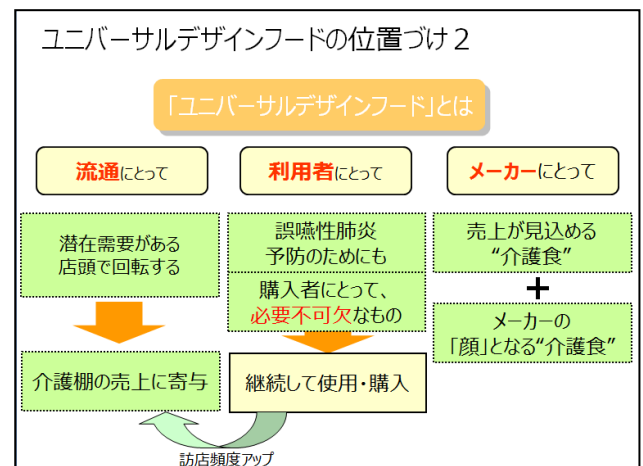 ユニバーサルデザインフードの位置づけ２
「ユニバーサルデザインフード」とは
流通にとって
潜在需要がある
店頭で回転する
介護棚の売上に寄与
利用者にとって
誤嚥性肺炎
予防のためにも
購入者にとって、
必要不可欠なもの
継続して使用・購入
訪店頻度アップ
メーカーにとって
売上が見込める
“介護食”
＋
メーカーの
「顔」となる“介護食”